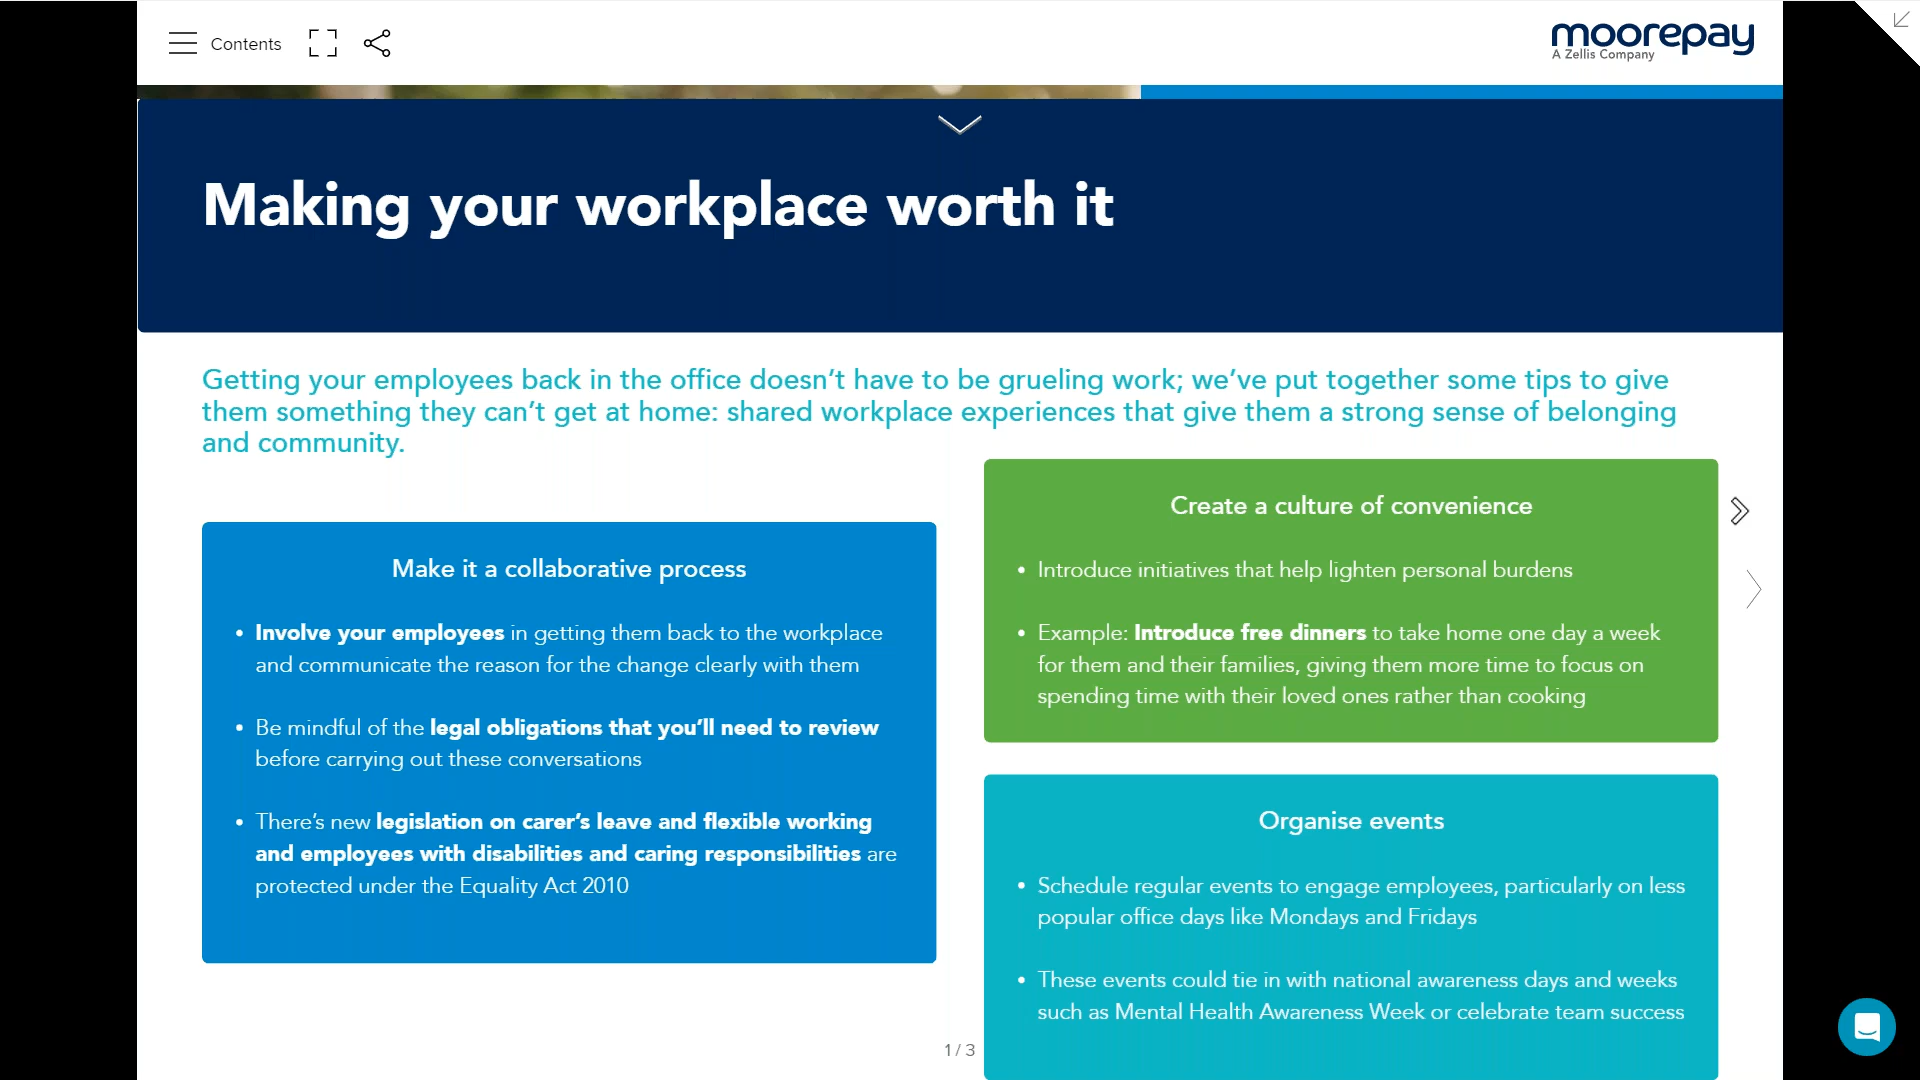 Contents
moorepay
A Zellis Company
Making your workplace worth it
Getting your employees back in the office doesn’t have to be grueling work; we’ve put together some tips to give
them something they can’t get at home: shared workplace experiences that give them a strong sense of belonging
and community.
Make it a collaborative process
• Involve your employees in getting them back to the workplace
and communicate the reason for the change clearly with them
• Be mindful of the legal obligations that you’ll need to review
before carrying out these conversations
• There’s new legislation on carer’s leave and flexible working
and employees with disabilities and caring responsibilities are
protected under the Equality Act 2010
Create a culture of convenience
• Introduce initiatives that help lighten personal burdens
• Example: Introduce free dinners to take home one day a week
for them and their families, giving them more time to focus on
spending time with their loved ones rather than cooking
Organise events
• Schedule regular events to engage employees, particularly on less
popular office days like Mondays and Fridays
• These events could tie in with national awareness days and weeks
such as Mental Health Awareness Week or celebrate team success
1 / 3